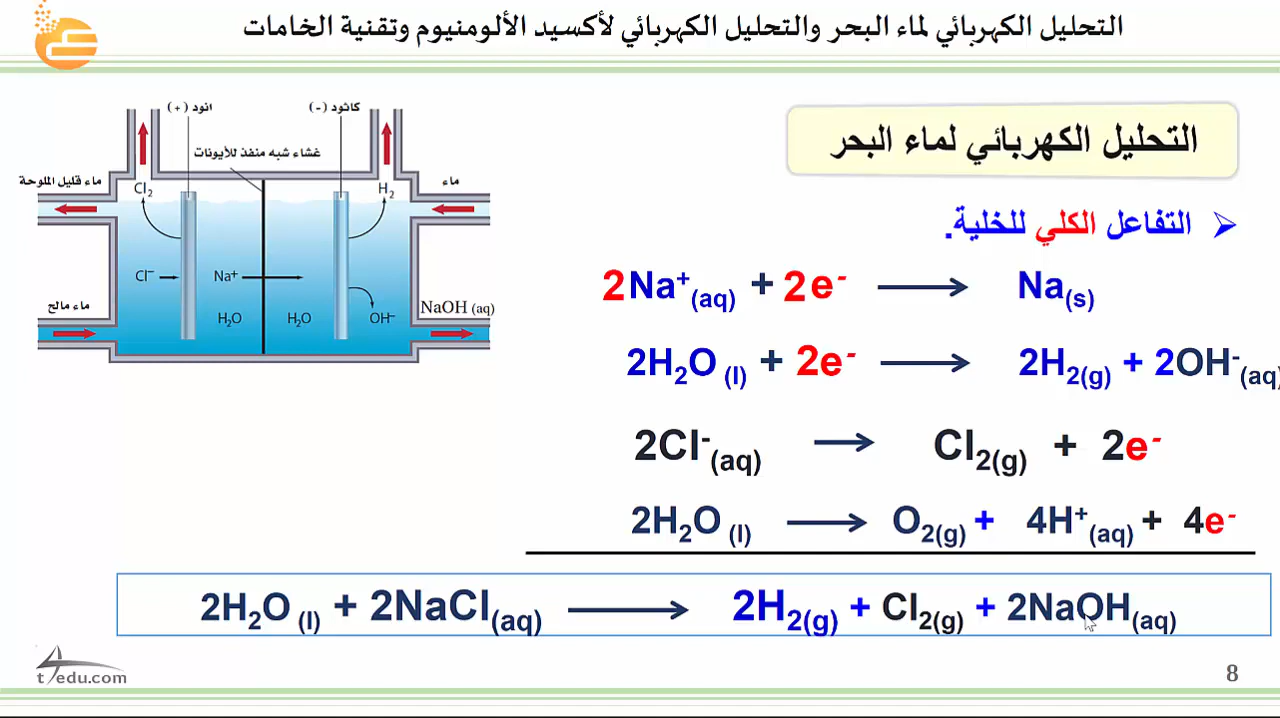 التحليل الكهربائي لماء البحر والتحليل الكهربائي لأكسيد الألومنيوم وتقنية الخامات
التحليل الكهربائي لماء البحر
التفاعل الكلي للخلية.
انود (+)
كاثود (-)
غشاء شبه منفذ للأيونات
ماء قليل الملوحة
Cl₂
H₂
ماء
Cl⁻
Na⁺
ماء مالح
H₂O
H₂O
OH⁻
NaOH (aq)
2Na⁺(aq) + 2e⁻ ⟶ Na(s)
2H₂O (l) + 2e⁻ ⟶ 2H₂(g) + 2OH⁻(aq)
2Cl⁻(aq) ⟶ Cl₂(g) + 2e⁻
2H₂O (l) ⟶ O₂(g) + 4H⁺(aq) + 4e⁻
2H₂O (l) + 2NaCl(aq) ⟶ 2H₂(g) + Cl₂(g) + 2NaOH(aq)
t4edu.com
8